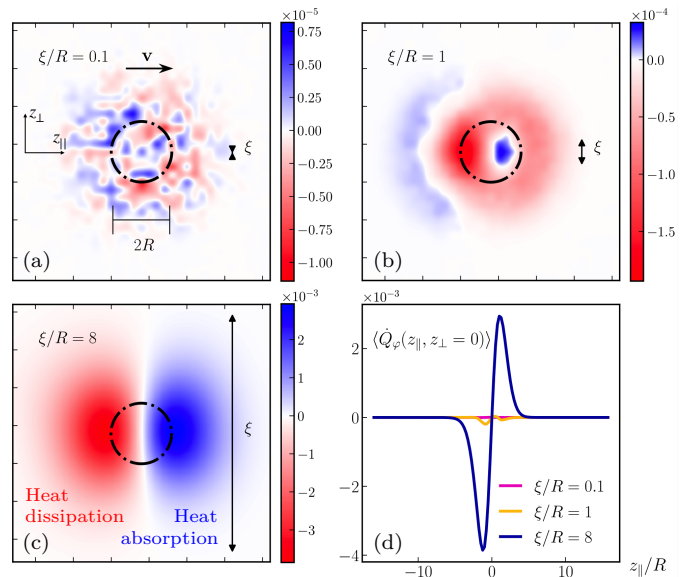 ×10⁻⁵
ξ/R = 0.1
v
z⊥
z∥
ξ
2R
(a)
0.75
0.50
0.25
0.00
−0.25
−0.50
−0.75
−1.00
×10⁻⁴
ξ/R = 1
ξ
(b)
0.0
−0.5
−1.0
−1.5
×10⁻³
ξ/R = 8
ξ
Heat
dissipation
Heat
absorption
(c)
2
1
0
−1
−2
−3
×10⁻³
⟨Q̇φ(z∥, z⊥ = 0)⟩
2
0
−2
−4
ξ/R = 0.1
ξ/R = 1
ξ/R = 8
(d)
−10
0
10
z∥/R